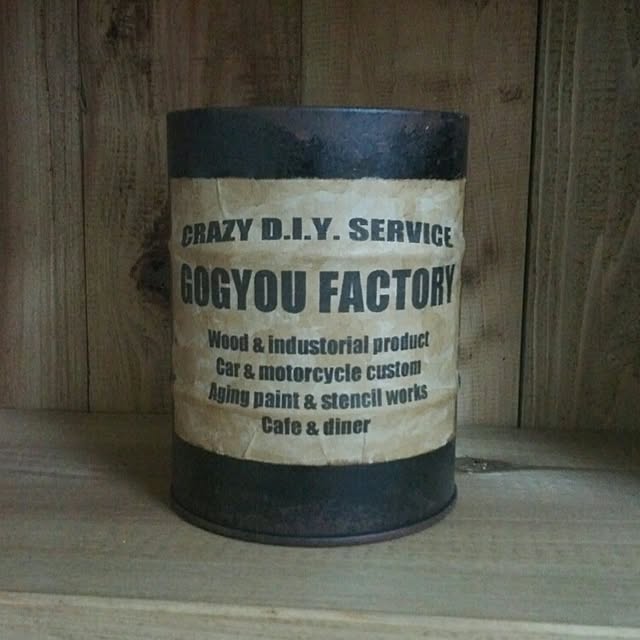 CRAZY D.I.Y. SERVICE
GOGYOU FACTORY
Wood & industorial product
Car & motorcycle custom
Aging paint & stencil works
Cafe & diner